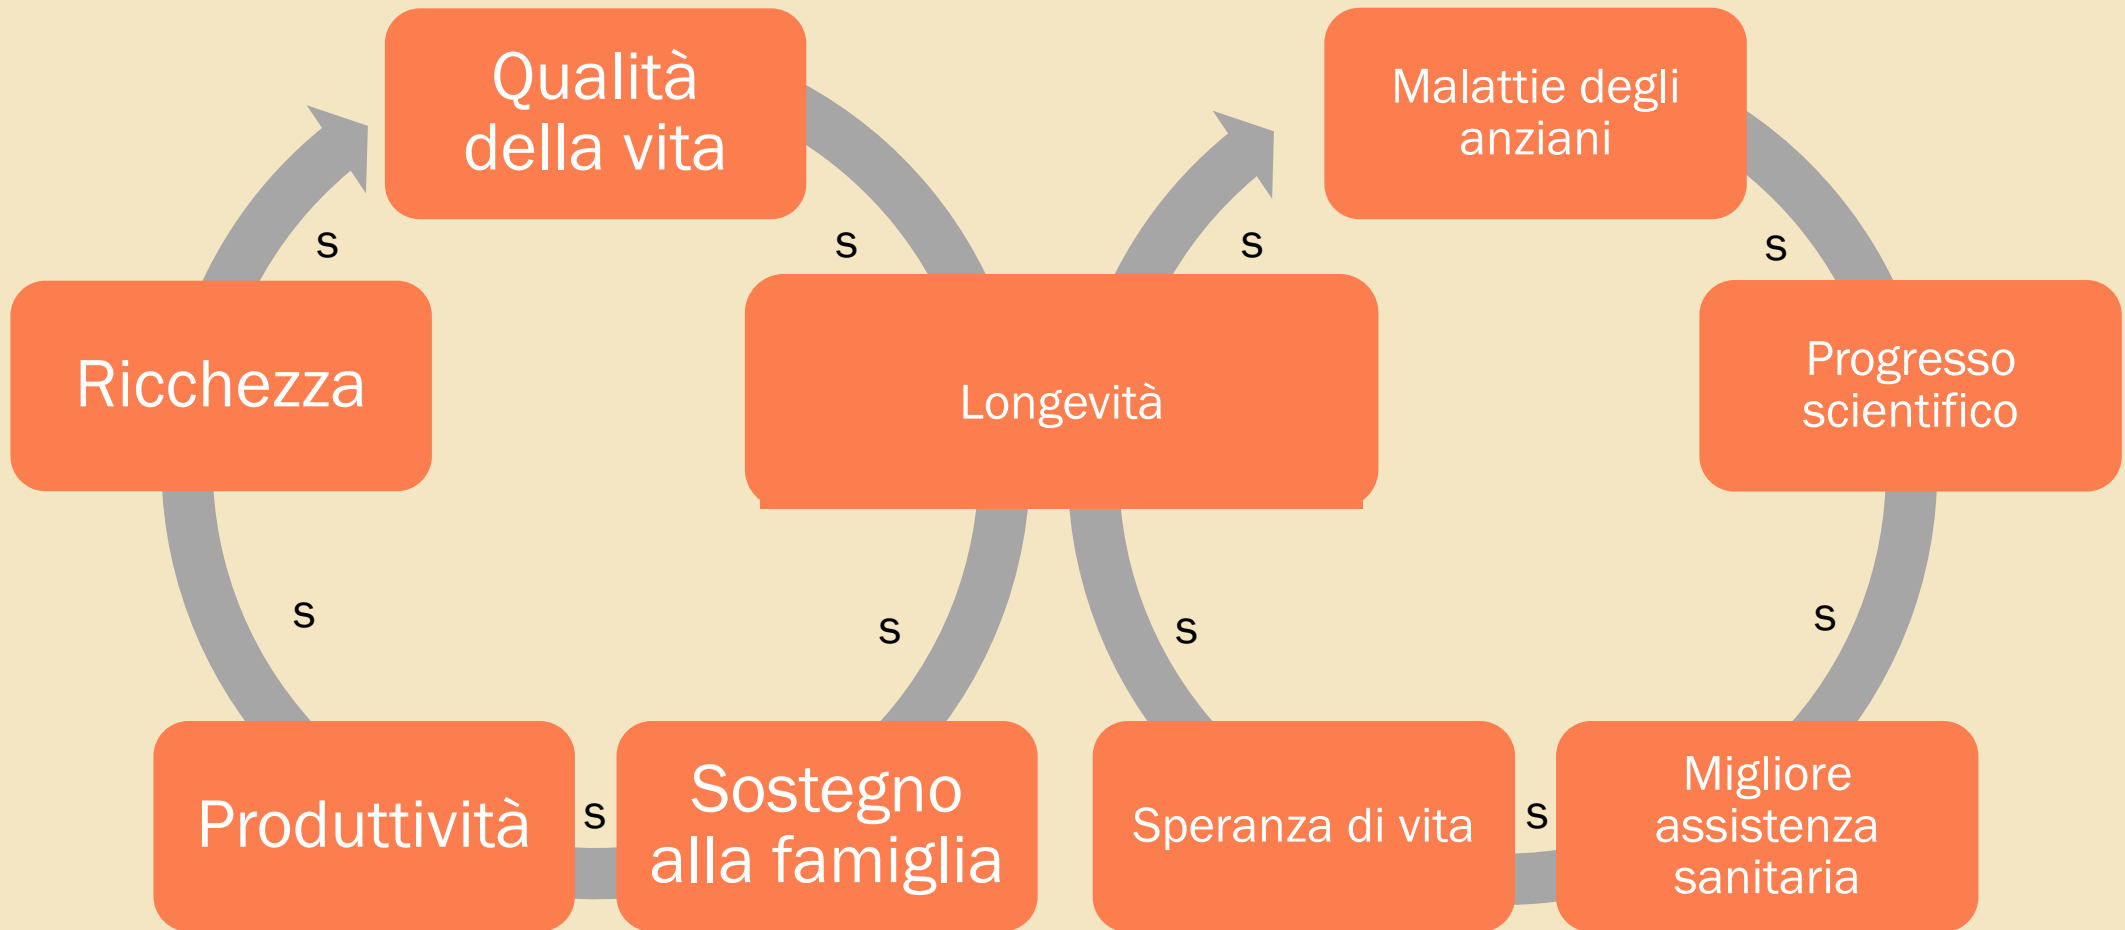 Qualità
della vita
Malattie degli
anziani
s
s
s
s
Ricchezza
Longevità
Progresso
scientifico
s
s
s
s
Produttività
s
Sostegno
alla famiglia
Speranza di vita
s
Migliore
assistenza
sanitaria